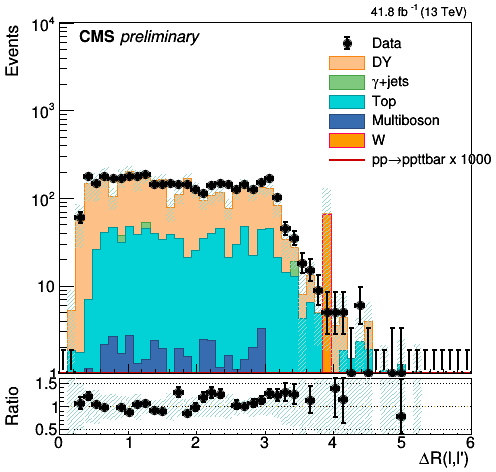 41.8 fb⁻¹ (13 TeV)
CMS preliminary
Events
10⁴
10³
10²
10
1
Data
DY
γ+jets
Top
Multiboson
W
pp→ppttbar x 1000
Ratio
1.5
1
0.5
0 1 2 3 4 5 6
ΔR(l,l')